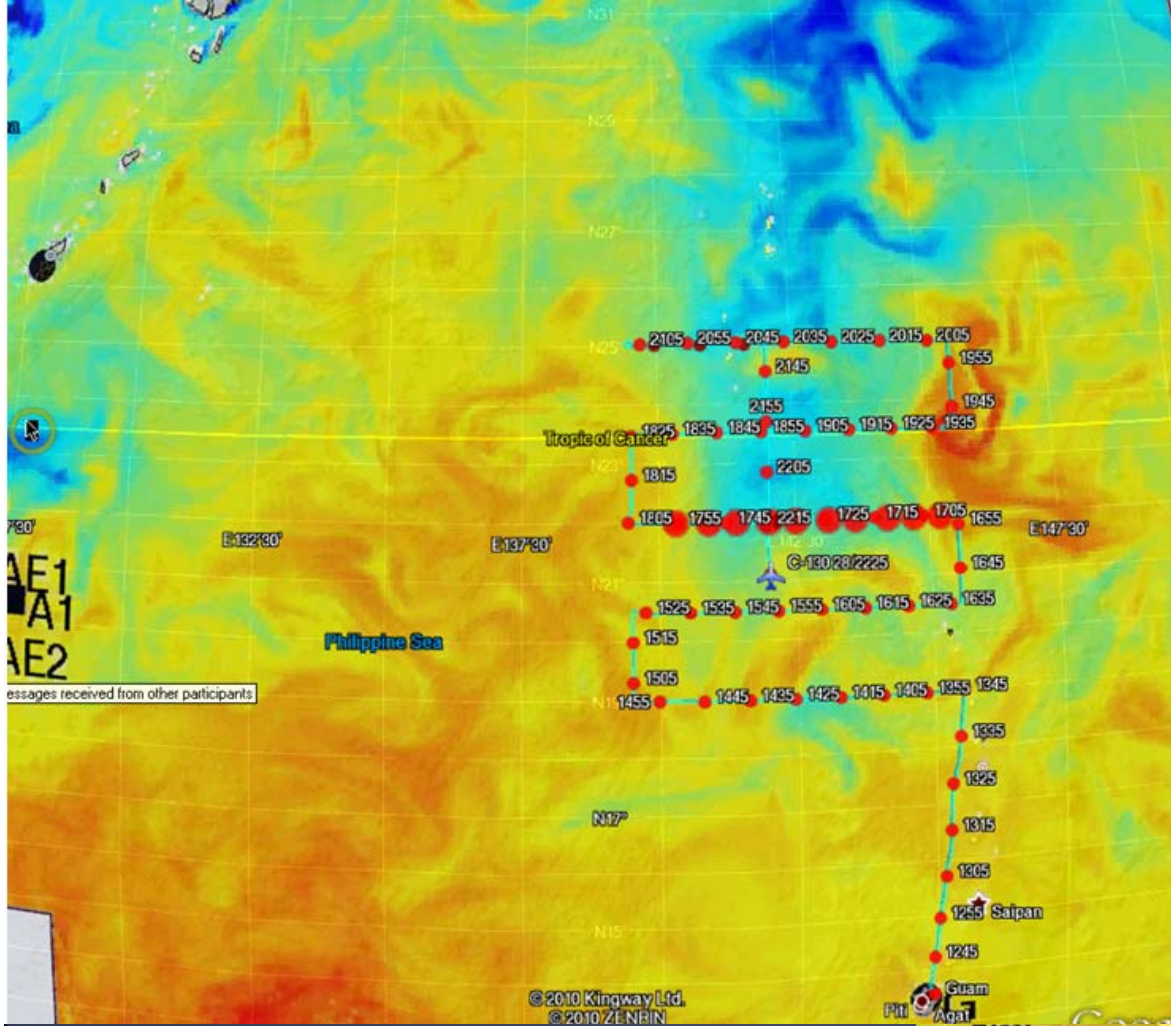 N31
N29
N27°
2105 2055 2045 2035 2025 2015 2005
N25
1955
2145
1945
2155
1825 1835 1845 1855 1905 1915 1925 1935
Tropic of Cancer
N23
2205
1815
1805 1755 1745 2215 1725 1715 1705 1655
7°30'
E132°30'
E137°30'
E147°30'
C-130 28/2225
1645
AE1
N21°
A1
1525 1535 1545 1555 1605 1615 1625 1635
AE2
Philippine Sea
1515
essages received from other participants
1505
N19
1455 1445 1435 1425 1415 1405 1355 1345
1335
1325
N17°
1315
1305
1255 Saipan
N15
1245
Guam
© 2010 Kingway Ltd.
Piti
Agat
© 2010 ZENRIN